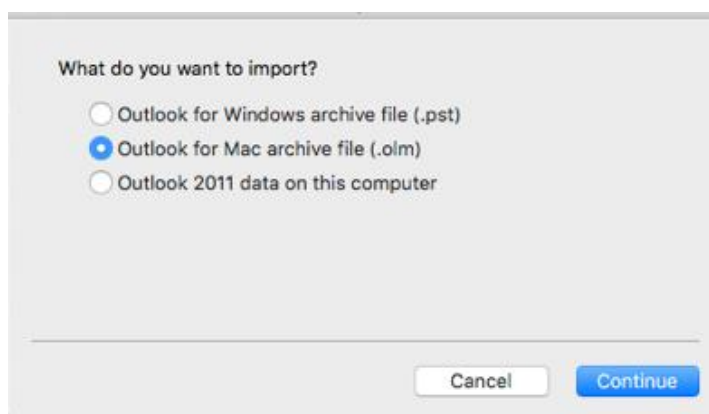 What do you want to import?
Outlook for Windows archive file (.pst)
Outlook for Mac archive file (.olm)
Outlook 2011 data on this computer
Cancel Continue